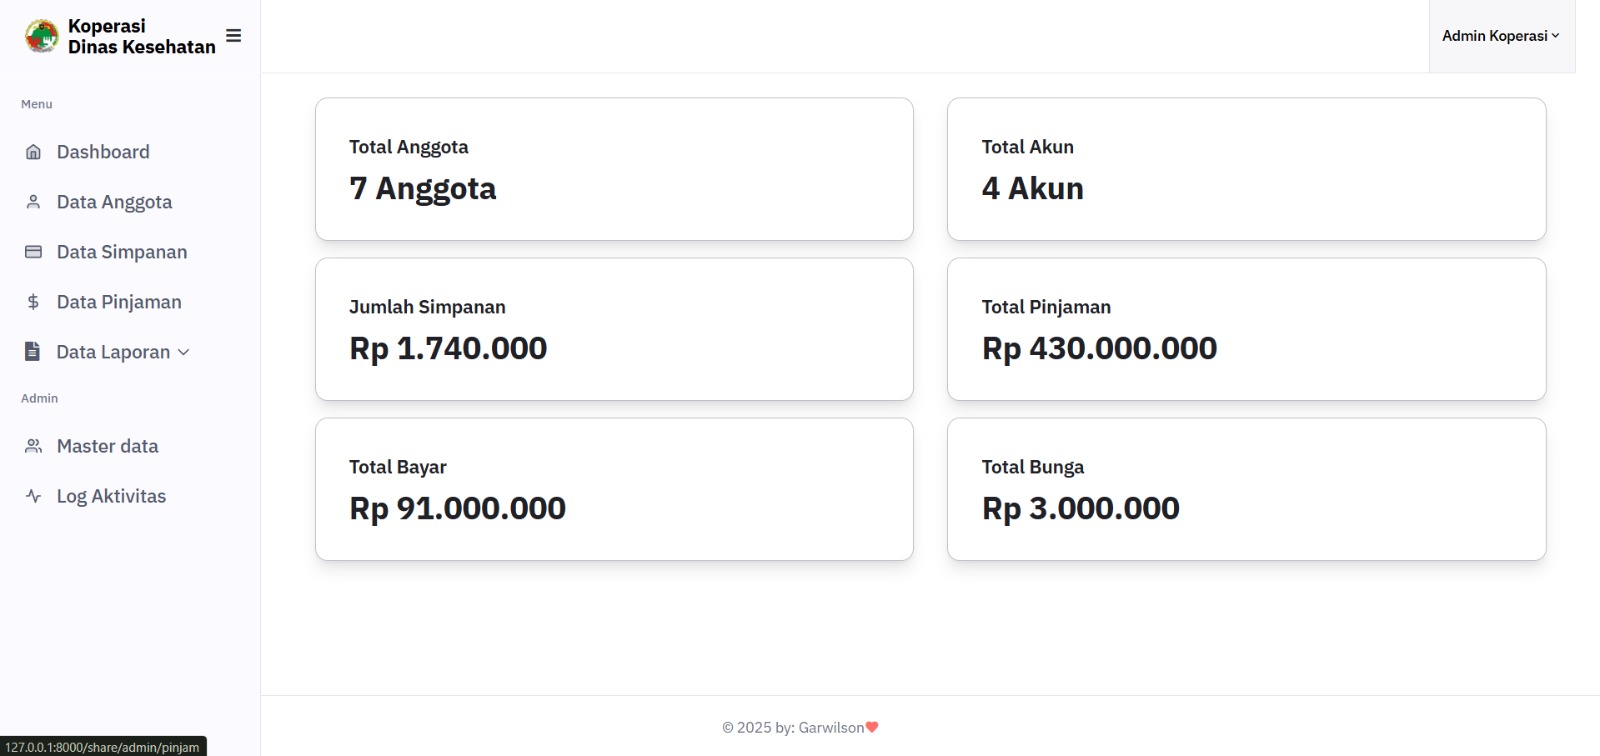 Koperasi
Dinas Kesehatan
Admin Koperasi
Menu
Dashboard
Data Anggota
Data Simpanan
Data Pinjaman
Data Laporan
Admin
Master data
Log Aktivitas
Total Anggota
7 Anggota
Total Akun
4 Akun
Jumlah Simpanan
Rp 1.740.000
Total Pinjaman
Rp 430.000.000
Total Bayar
Rp 91.000.000
Total Bunga
Rp 3.000.000
© 2025 by: Garwilson❤
127.0.0.1:8000/share/admin/pinjam